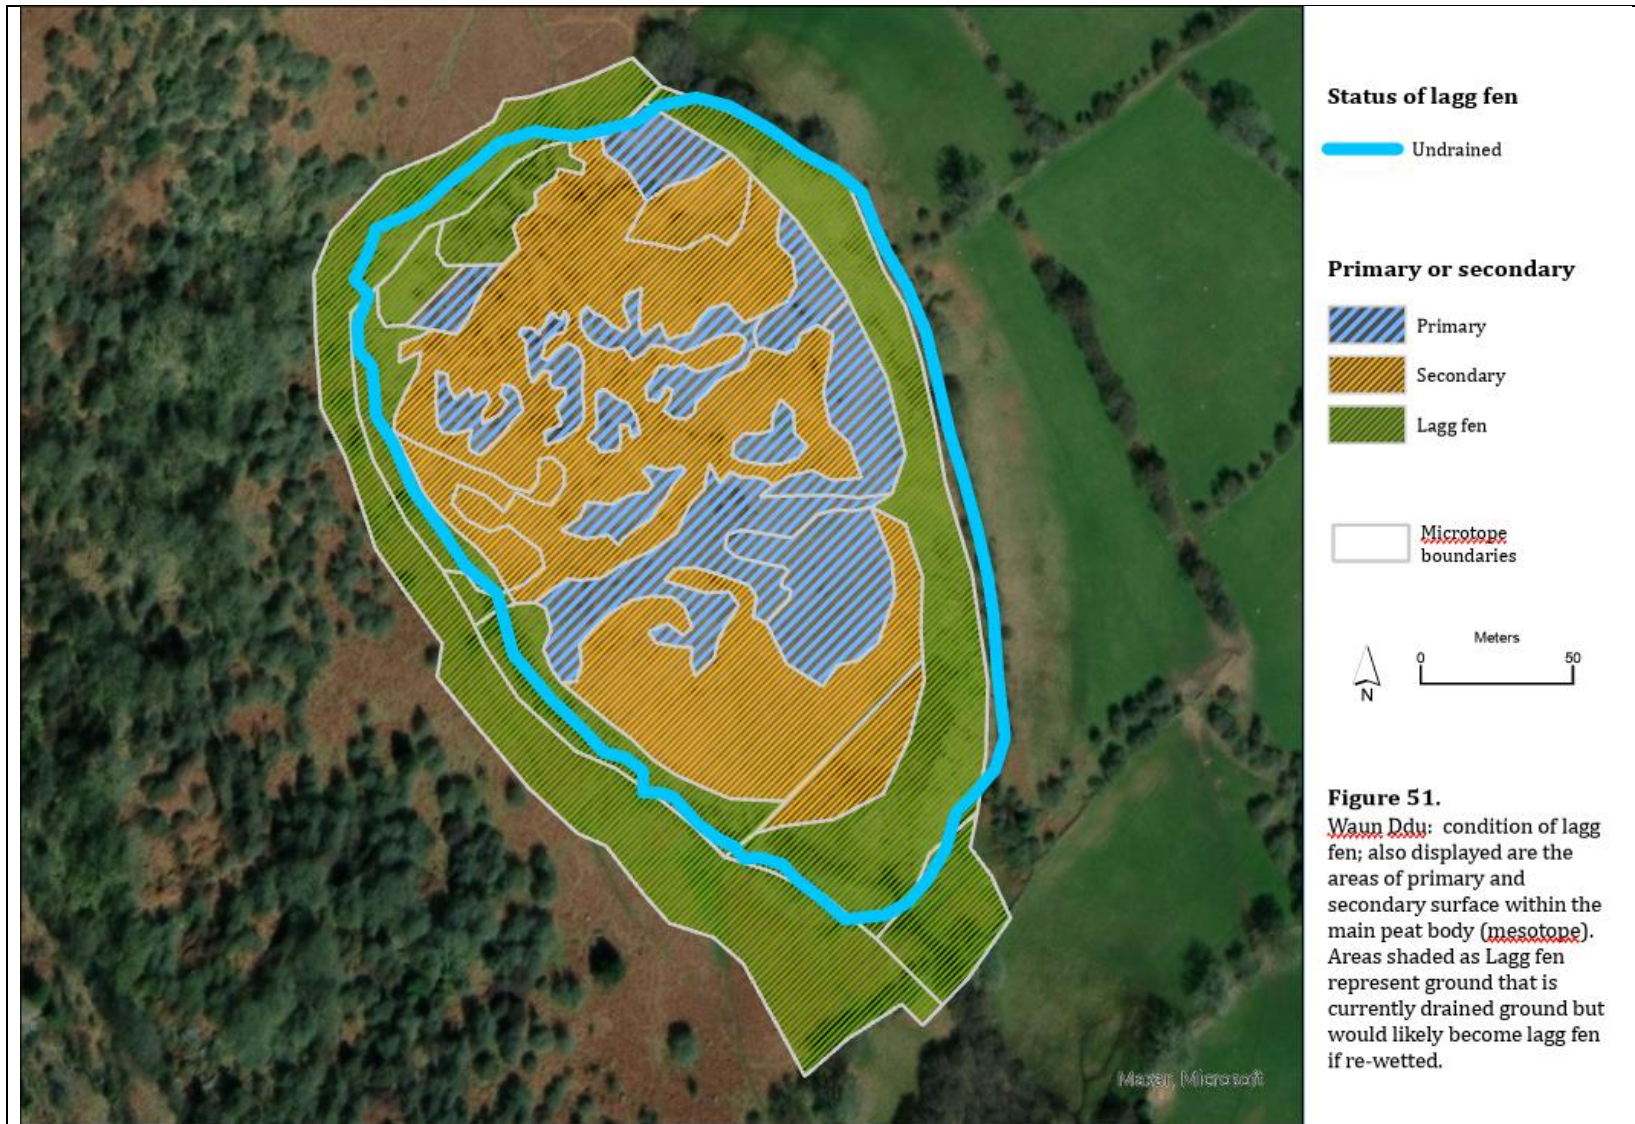 Status of lagg fen
Undrained
Primary or secondary
Primary
Secondary
Lagg fen
Microtope
boundaries
Meters
0 50
N
Figure 51.
Waun Ddu: condition of lagg
fen; also displayed are the
areas of primary and
secondary surface within the
main peat body (mesotope).
Areas shaded as Lagg fen
represent ground that is
currently drained ground but
would likely become lagg fen
if re-wetted.
Maxar, Microsoft